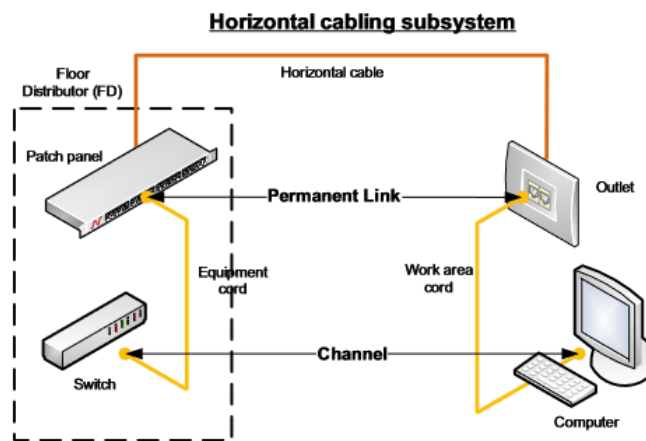 Horizontal cabling subsystem
Floor
Distributor (FD)
Horizontal cable
Patch panel
Permanent Link
Outlet
Equipment
cord
Work area
cord
Channel
Switch
Computer